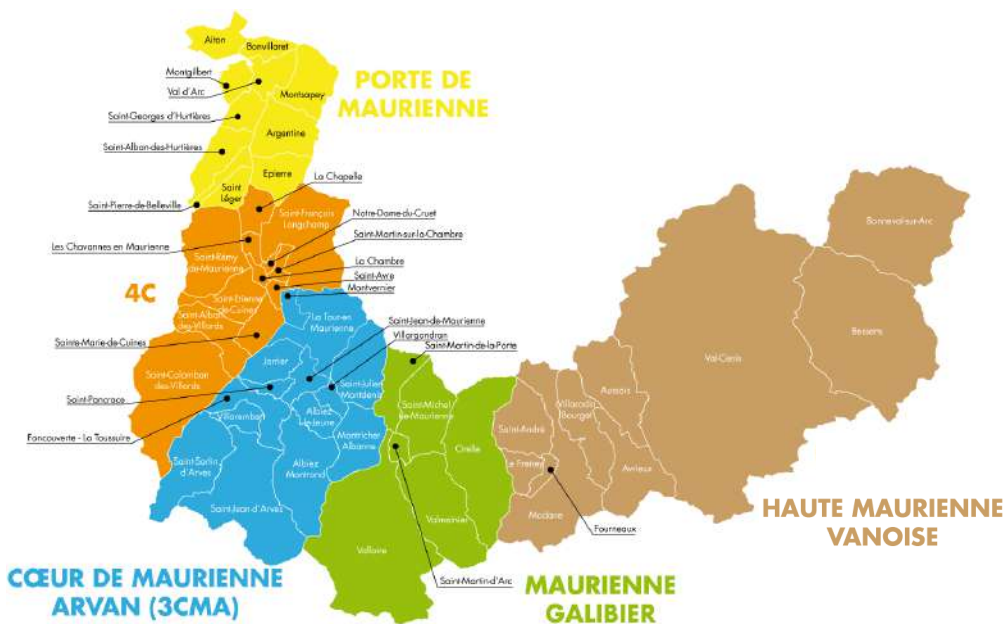 Aiton
Bonvillaret
Montgilbert
Val d'Arc
PORTE DE
MAURIENNE
Montsapey
Saint-Georges d'Hurtières
Argentine
Saint-Alban-des-Hurtières
Epierre
La Chapelle
Saint
Léger
Saint-Pierre-de-Belleville
Saint-François
Longchamp
Notre-Dame-du-Cruet
Saint-Martin-sur-la-Chambre
Les Chavannes en Maurienne
Saint-Rémy
de-Maurienne
La Chambre
Saint-Avre
Montvernier
4C
Saint-Etienne
de-Cuines
Saint-Alban
des-Villards
La Tour-en
Maurienne
Saint-Jean-de-Maurienne
Villargondran
Saint-Martin-de-la-Porte
Sainte-Marie-de-Cuines
Jarrier
Saint-Colomban
des-Villards
Saint-Julien
Montdenis
Saint-Pancrace
Villarembert
Albiez
Le-Jeune
Saint-Michel
de-Maurienne
Montricher
Albanne
Orelle
Foncouverte - La Toussuire
Saint-Sorlin
d'Arves
Albiez
Montrond
Saint-Jean-d'Arves
Valmeinier
Valloire
Saint-Martin-d'Arc
Saint-André
Le Freney
Modane
Fourneaux
Villarodin
Bourget
Aussois
Avrieux
Val-Cenis
Bessans
Bonneval-sur-Arc
HAUTE MAURIENNE
VANOISE
CŒUR DE MAURIENNE
ARVAN (3CMA)
MAURIENNE
GALIBIER